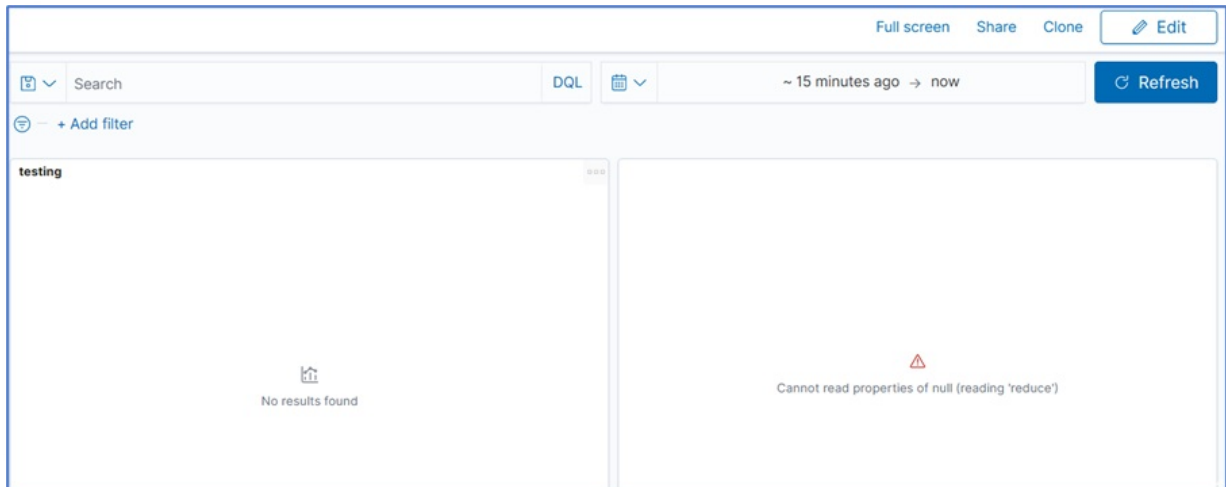 Full screen Share Clone Edit
Search DQL ~ 15 minutes ago → now Refresh
+ Add filter
testing
No results found
Cannot read properties of null (reading 'reduce')